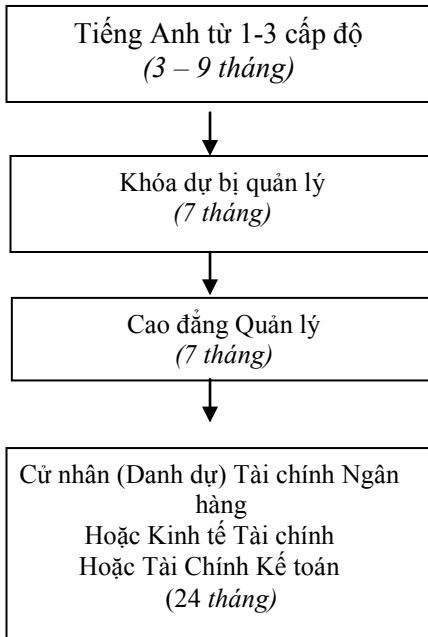 Tiếng Anh từ 1-3 cấp độ
(3 – 9 tháng)
Khóa dự bị quản lý
(7 tháng)
Cao đẳng Quản lý
(7 tháng)
Cử nhân (Danh dự) Tài chính Ngân
hàng
Hoặc Kinh tế Tài chính
Hoặc Tài Chính Kế toán
(24 tháng)